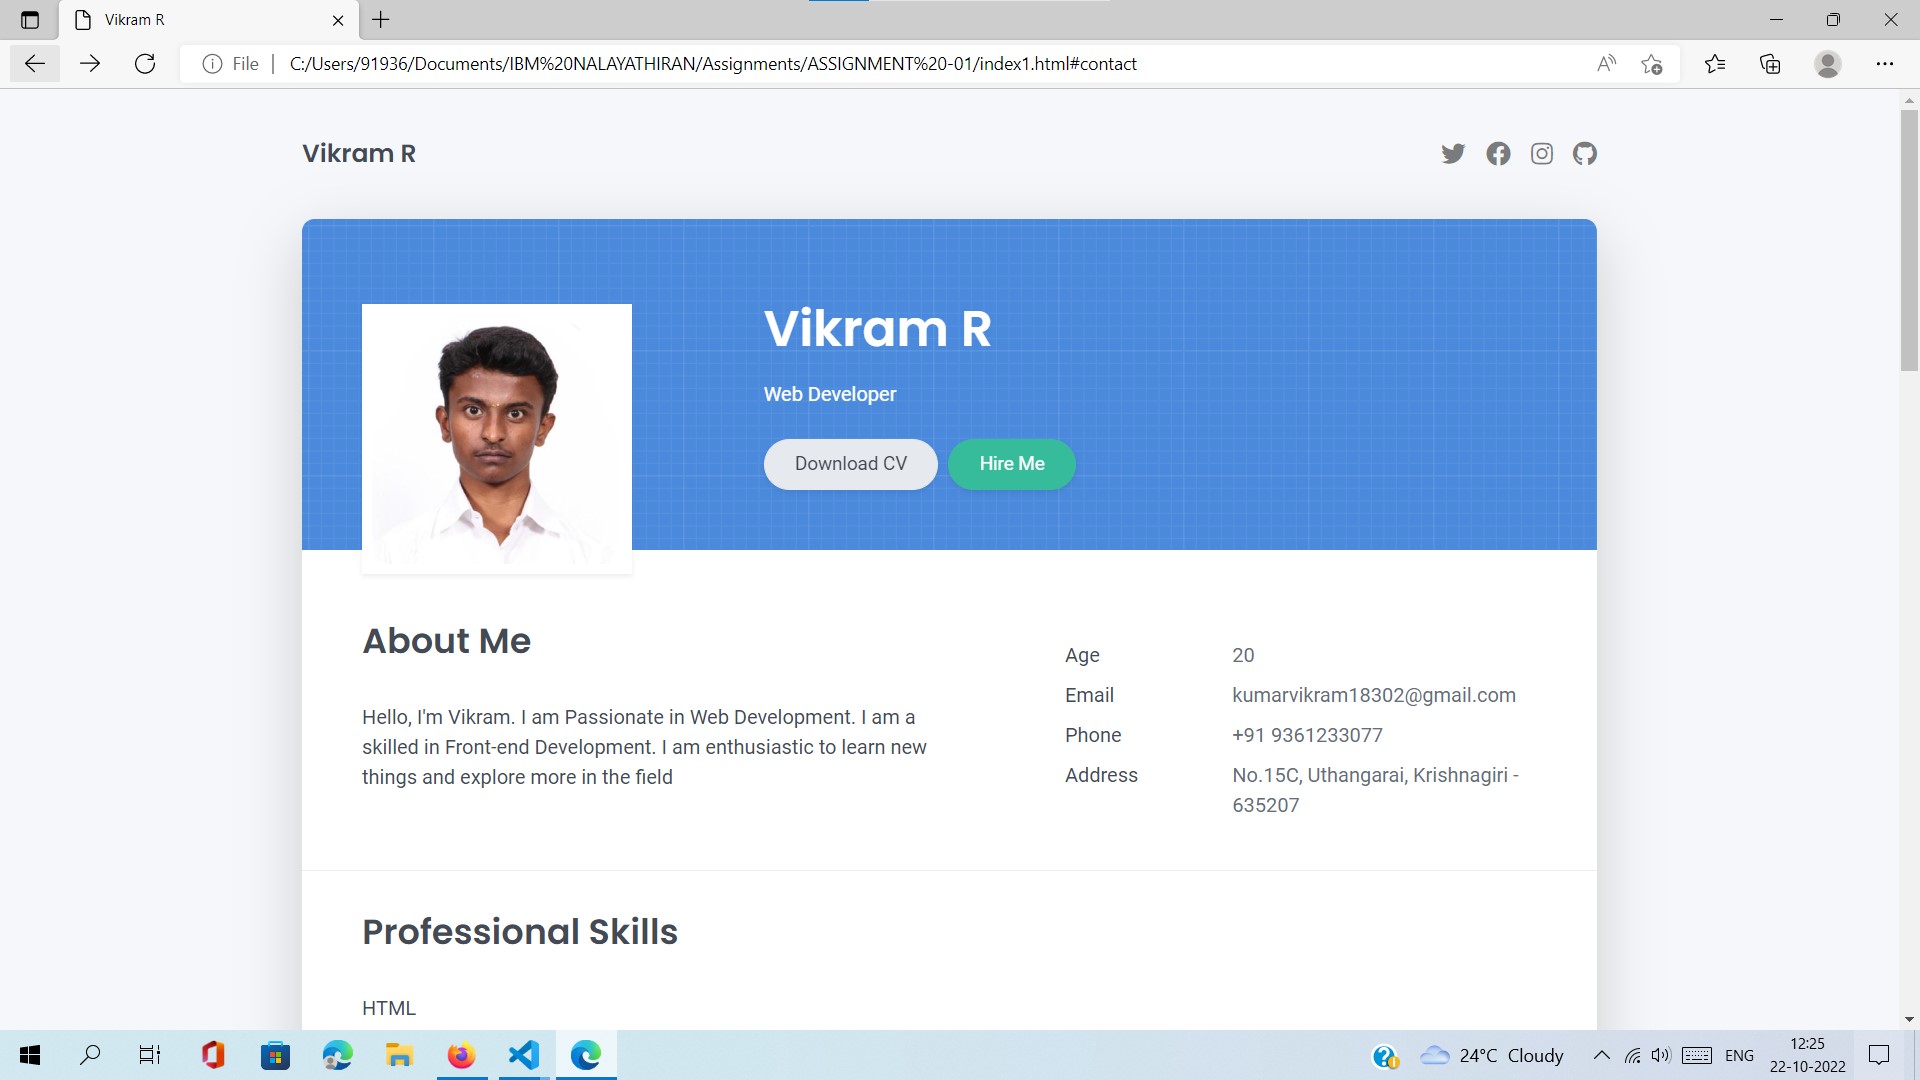 Vikram R
File
C:/Users/91936/Documents/IBM%20NALAYATHIRAN/Assignments/ASSIGNMENT%20-01/index1.html#contact
Vikram R
Vikram R
Web Developer
Download CV
Hire Me
About Me
Hello, I'm Vikram. I am Passionate in Web Development. I am a
skilled in Front-end Development. I am enthusiastic to learn new
things and explore more in the field
Age 20
Email kumarvikram18302@gmail.com
Phone +91 9361233077
Address No.15C, Uthangarai, Krishnagiri -
635207
Professional Skills
HTML
24°C Cloudy
ENG
12:25
22-10-2022